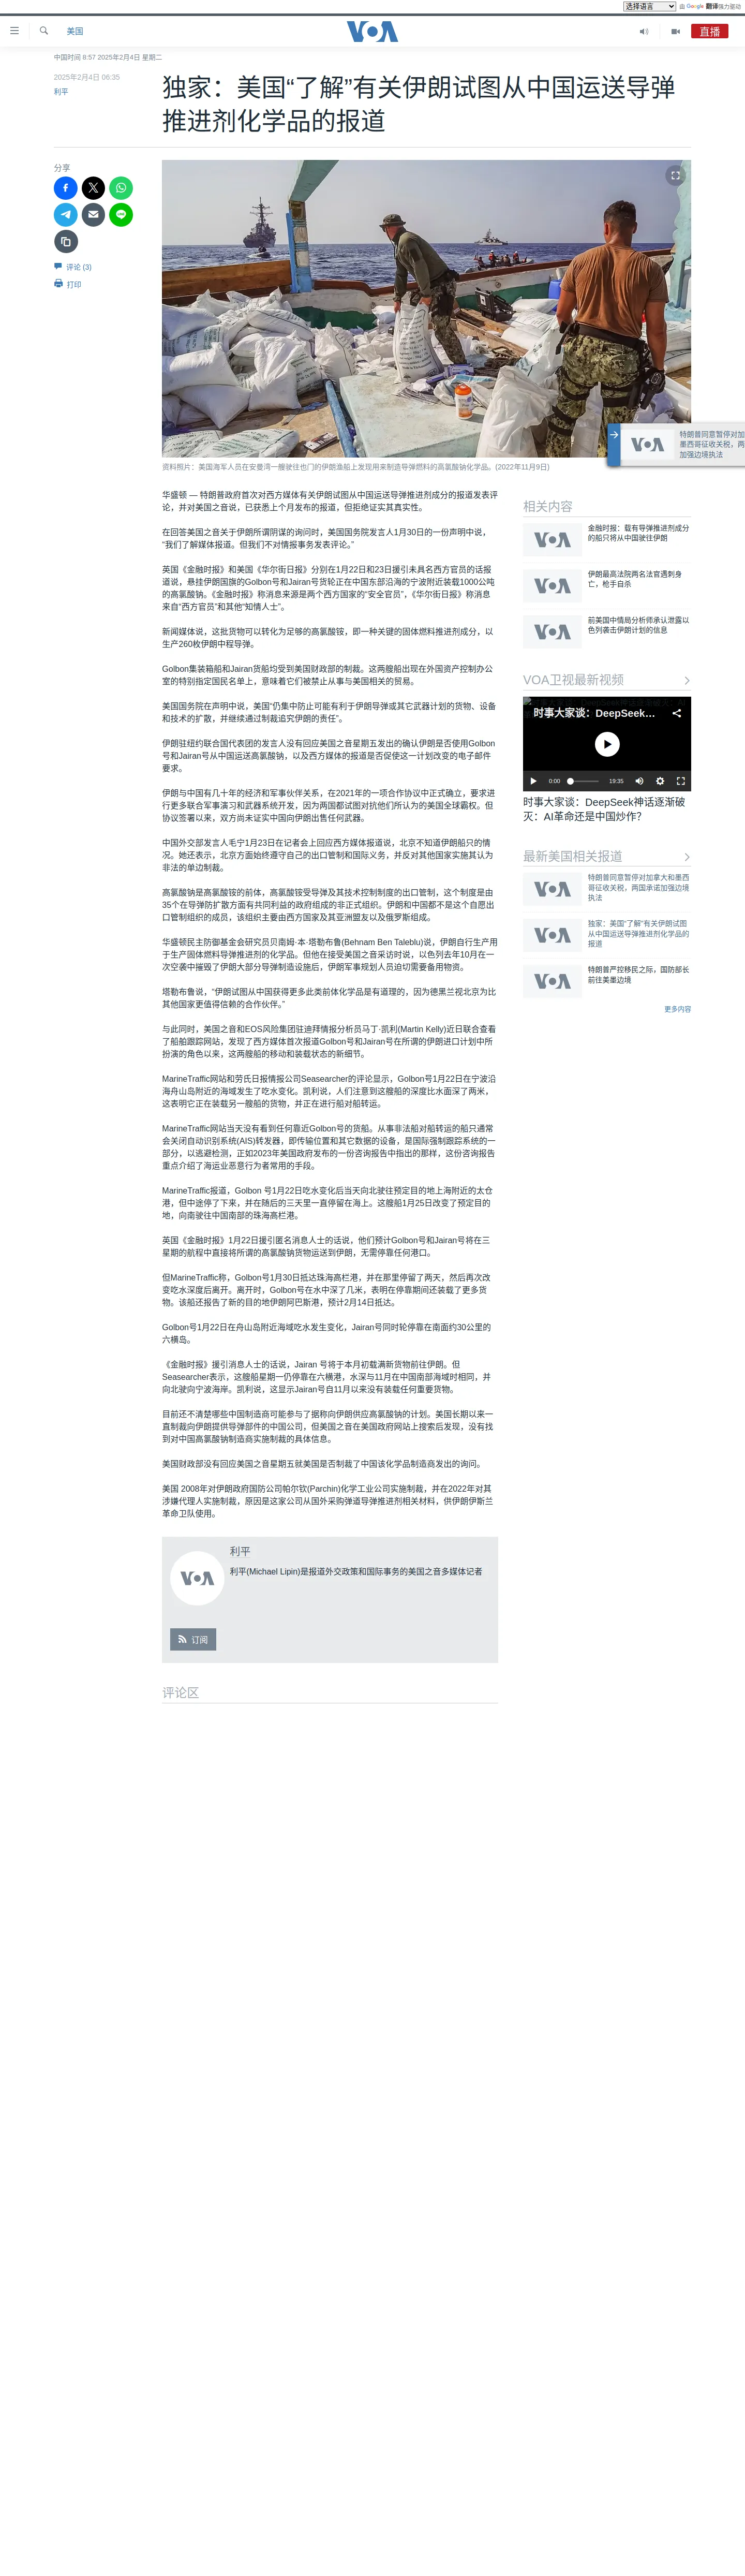 选择语言
由 Google 翻译强力驱动
美国
VOA
直播
中国时间 8:57 2025年2月4日 星期二
2025年2月4日 06:35
利平
独家：美国“了解”有关伊朗试图从中国运送导弹
推进剂化学品的报道
分享
评论 (3)
打印
资料照片：美国海军人员在安曼湾一艘驶往也门的伊朗渔船上发现用来制造导弹燃料的高氯酸钠化学品。(2022年11月9日)
特朗普同意暂停对加
墨西哥征收关税，两
加强边境执法
华盛顿 — 特朗普政府首次对西方媒体有关伊朗试图从中国运送导弹推进剂成分的报道发表评
论，并对美国之音说，已获悉上个月发布的报道，但拒绝证实其真实性。
在回答美国之音关于伊朗所谓阴谋的询问时，美国国务院发言人1月30日的一份声明中说，
“我们了解媒体报道。但我们不对情报事务发表评论。”
英国《金融时报》和美国《华尔街日报》分别在1月22日和23日援引未具名西方官员的话报
道说，悬挂伊朗国旗的Golbon号和Jairan号货轮正在中国东部沿海的宁波附近装载1000公吨
的高氯酸钠。《金融时报》称消息来源是两个西方国家的“安全官员”，《华尔街日报》称消息
来自“西方官员”和其他“知情人士”。
新闻媒体说，这批货物可以转化为足够的高氯酸铵，即一种关键的固体燃料推进剂成分，以
生产260枚伊朗中程导弹。
Golbon集装箱船和Jairan货船均受到美国财政部的制裁。这两艘船出现在外国资产控制办公
室的特别指定国民名单上，意味着它们被禁止从事与美国相关的贸易。
美国国务院在声明中说，美国“仍集中防止可能有利于伊朗导弹或其它武器计划的货物、设备
和技术的扩散，并继续通过制裁追究伊朗的责任”。
伊朗驻纽约联合国代表团的发言人没有回应美国之音星期五发出的确认伊朗是否使用Golbon
号和Jairan号从中国运送高氯酸钠，以及西方媒体的报道是否促使这一计划改变的电子邮件
要求。
伊朗与中国有几十年的经济和军事伙伴关系，在2021年的一项合作协议中正式确立，要求进
行更多联合军事演习和武器系统开发，因为两国都试图对抗他们所认为的美国全球霸权。但
协议签署以来，双方尚未证实中国向伊朗出售任何武器。
中国外交部发言人毛宁1月23日在记者会上回应西方媒体报道说，北京不知道伊朗船只的情
况。她还表示，北京方面始终遵守自己的出口管制和国际义务，并反对其他国家实施其认为
非法的单边制裁。
高氯酸钠是高氯酸铵的前体，高氯酸铵受导弹及其技术控制制度的出口管制，这个制度是由
35个在导弹防扩散方面有共同利益的政府组成的非正式组织。伊朗和中国都不是这个自愿出
口管制组织的成员，该组织主要由西方国家及其亚洲盟友以及俄罗斯组成。
华盛顿民主防御基金会研究员贝南姆·本·塔勒布鲁(Behnam Ben Taleblu)说，伊朗自行生产用
于生产固体燃料导弹推进剂的化学品。但他在接受美国之音采访时说，以色列去年10月在一
次空袭中摧毁了伊朗大部分导弹制造设施后，伊朗军事规划人员迫切需要备用物资。
塔勒布鲁说，“伊朗试图从中国获得更多此类前体化学品是有道理的，因为德黑兰视北京为比
其他国家更值得信赖的合作伙伴。”
与此同时，美国之音和EOS风险集团驻迪拜情报分析员马丁·凯利(Martin Kelly)近日联合查看
了船舶跟踪网站，发现了西方媒体首次报道Golbon号和Jairan号在所谓的伊朗进口计划中所
扮演的角色以来，这两艘船的移动和装载状态的新细节。
MarineTraffic网站和劳氏日报情报公司Seasearcher的评论显示，Golbon号1月22日在宁波沿
海舟山岛附近的海域发生了吃水变化。凯利说，人们注意到这艘船的深度比水面深了两米，
这表明它正在装载另一艘船的货物，并正在进行船对船转运。
MarineTraffic网站当天没有看到任何靠近Golbon号的货船。从事非法船对船转运的船只通常
会关闭自动识别系统(AIS)转发器，即传输位置和其它数据的设备，是国际强制跟踪系统的一
部分，以逃避检测，正如2023年美国政府发布的一份咨询报告中指出的那样，这份咨询报告
重点介绍了海运业恶意行为者常用的手段。
MarineTraffic报道，Golbon 号1月22日吃水变化后当天向北驶往预定目的地上海附近的太仓
港，但中途停了下来，并在随后的三天里一直停留在海上。这艘船1月25日改变了预定目的
地，向南驶往中国南部的珠海高栏港。
英国《金融时报》1月22日援引匿名消息人士的话说，他们预计Golbon号和Jairan号将在三
星期的航程中直接将所谓的高氯酸钠货物运送到伊朗，无需停靠任何港口。
但MarineTraffic称，Golbon号1月30日抵达珠海高栏港，并在那里停留了两天，然后再次改
变吃水深度后离开。离开时，Golbon号在水中深了几米，表明在停靠期间还装载了更多货
物。该船还报告了新的目的地伊朗阿巴斯港，预计2月14日抵达。
Golbon号1月22日在舟山岛附近海域吃水发生变化，Jairan号同时轮停靠在南面约30公里的
六横岛。
《金融时报》援引消息人士的话说，Jairan 号将于本月初载满新货物前往伊朗。但
Seasearcher表示，这艘船星期一仍停靠在六横港，水深与11月在中国南部海域时相同，并
向北驶向宁波海岸。凯利说，这显示Jairan号自11月以来没有装载任何重要货物。
目前还不清楚哪些中国制造商可能参与了据称向伊朗供应高氯酸钠的计划。美国长期以来一
直制裁向伊朗提供导弹部件的中国公司，但美国之音在美国政府网站上搜索后发现，没有找
到对中国高氯酸钠制造商实施制裁的具体信息。
美国财政部没有回应美国之音星期五就美国是否制裁了中国该化学品制造商发出的询问。
美国 2008年对伊朗政府国防公司帕尔钦(Parchin)化学工业公司实施制裁，并在2022年对其
涉嫌代理人实施制裁，原因是这家公司从国外采购弹道导弹推进剂相关材料，供伊朗伊斯兰
革命卫队使用。
利平
利平(Michael Lipin)是报道外交政策和国际事务的美国之音多媒体记者
订阅
评论区
相关内容
金融时报：载有导弹推进剂成分
的船只将从中国驶往伊朗
伊朗最高法院两名法官遇刺身
亡，枪手自杀
前美国中情局分析师承认泄露以
色列袭击伊朗计划的信息
VOA卫视最新视频
时事大家谈：DeepSeek…
0:00
19:35
时事大家谈：DeepSeek神话逐渐破
灭：AI革命还是中国炒作？
最新美国相关报道
特朗普同意暂停对加拿大和墨西
哥征收关税，两国承诺加强边境
执法
独家：美国“了解”有关伊朗试图
从中国运送导弹推进剂化学品的
报道
特朗普严控移民之际，国防部长
前往美墨边境
更多内容